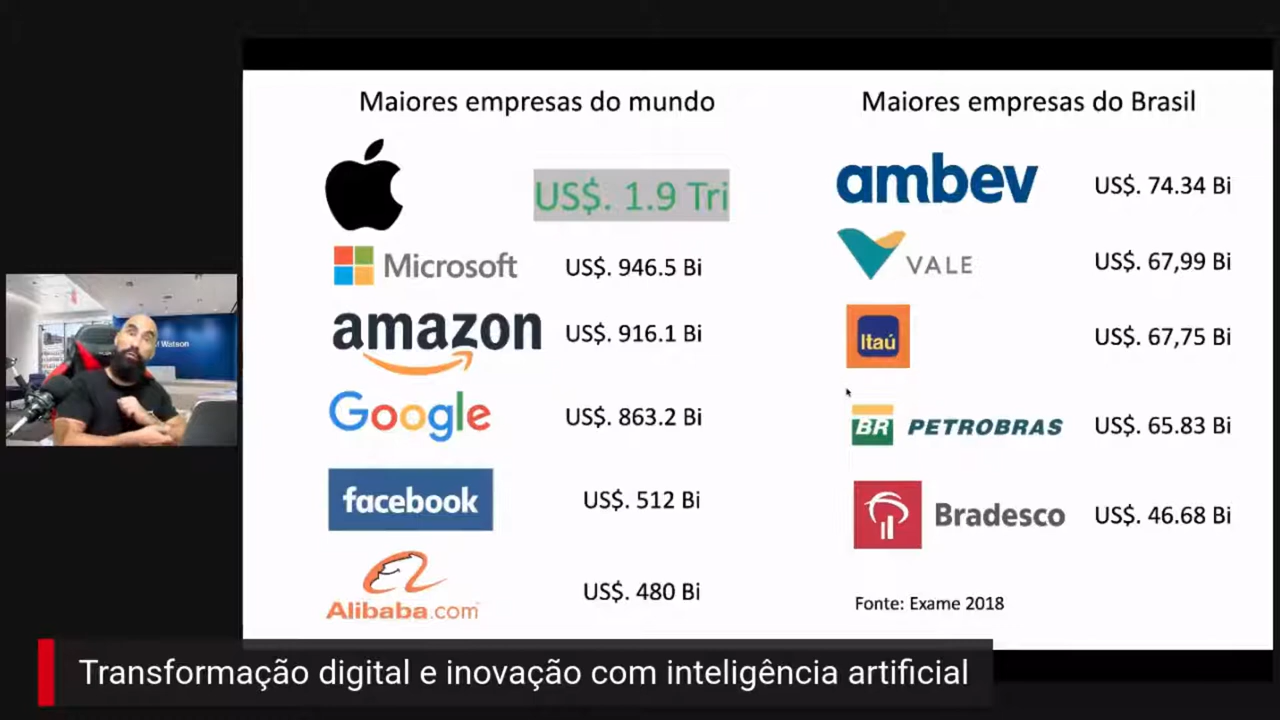 Maiores empresas do mundo
US$. 1.9 Tri
Microsoft
US$. 946.5 Bi
amazon
US$. 916.1 Bi
Google
US$. 863.2 Bi
facebook
US$. 512 Bi
Alibaba.com
US$. 480 Bi
Maiores empresas do Brasil
ambev
US$. 74.34 Bi
VALE
US$. 67,99 Bi
Itaú
US$. 67,75 Bi
BR PETROBRAS
US$. 65.83 Bi
Bradesco
US$. 46.68 Bi
Fonte: Exame 2018
Watson
Transformação digital e inovação com inteligência artificial